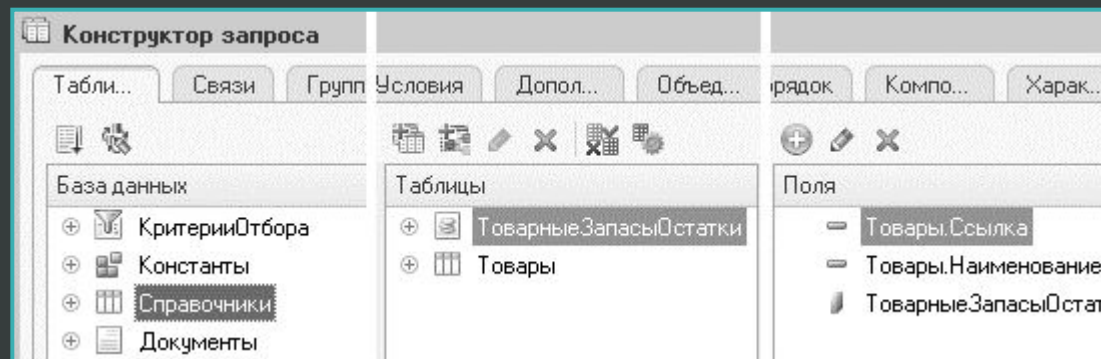 Конструктор запроса
Табли... Связи Групп Условия Допол... Объед... рядок Компо... Харак...
База данных Таблицы Поля
КритерииОтбора ТоварныеЗапасыОстатки Товары.Ссылка
Константы Товары Товары.Наименование
Справочники ТоварныеЗапасыОстат
Документы